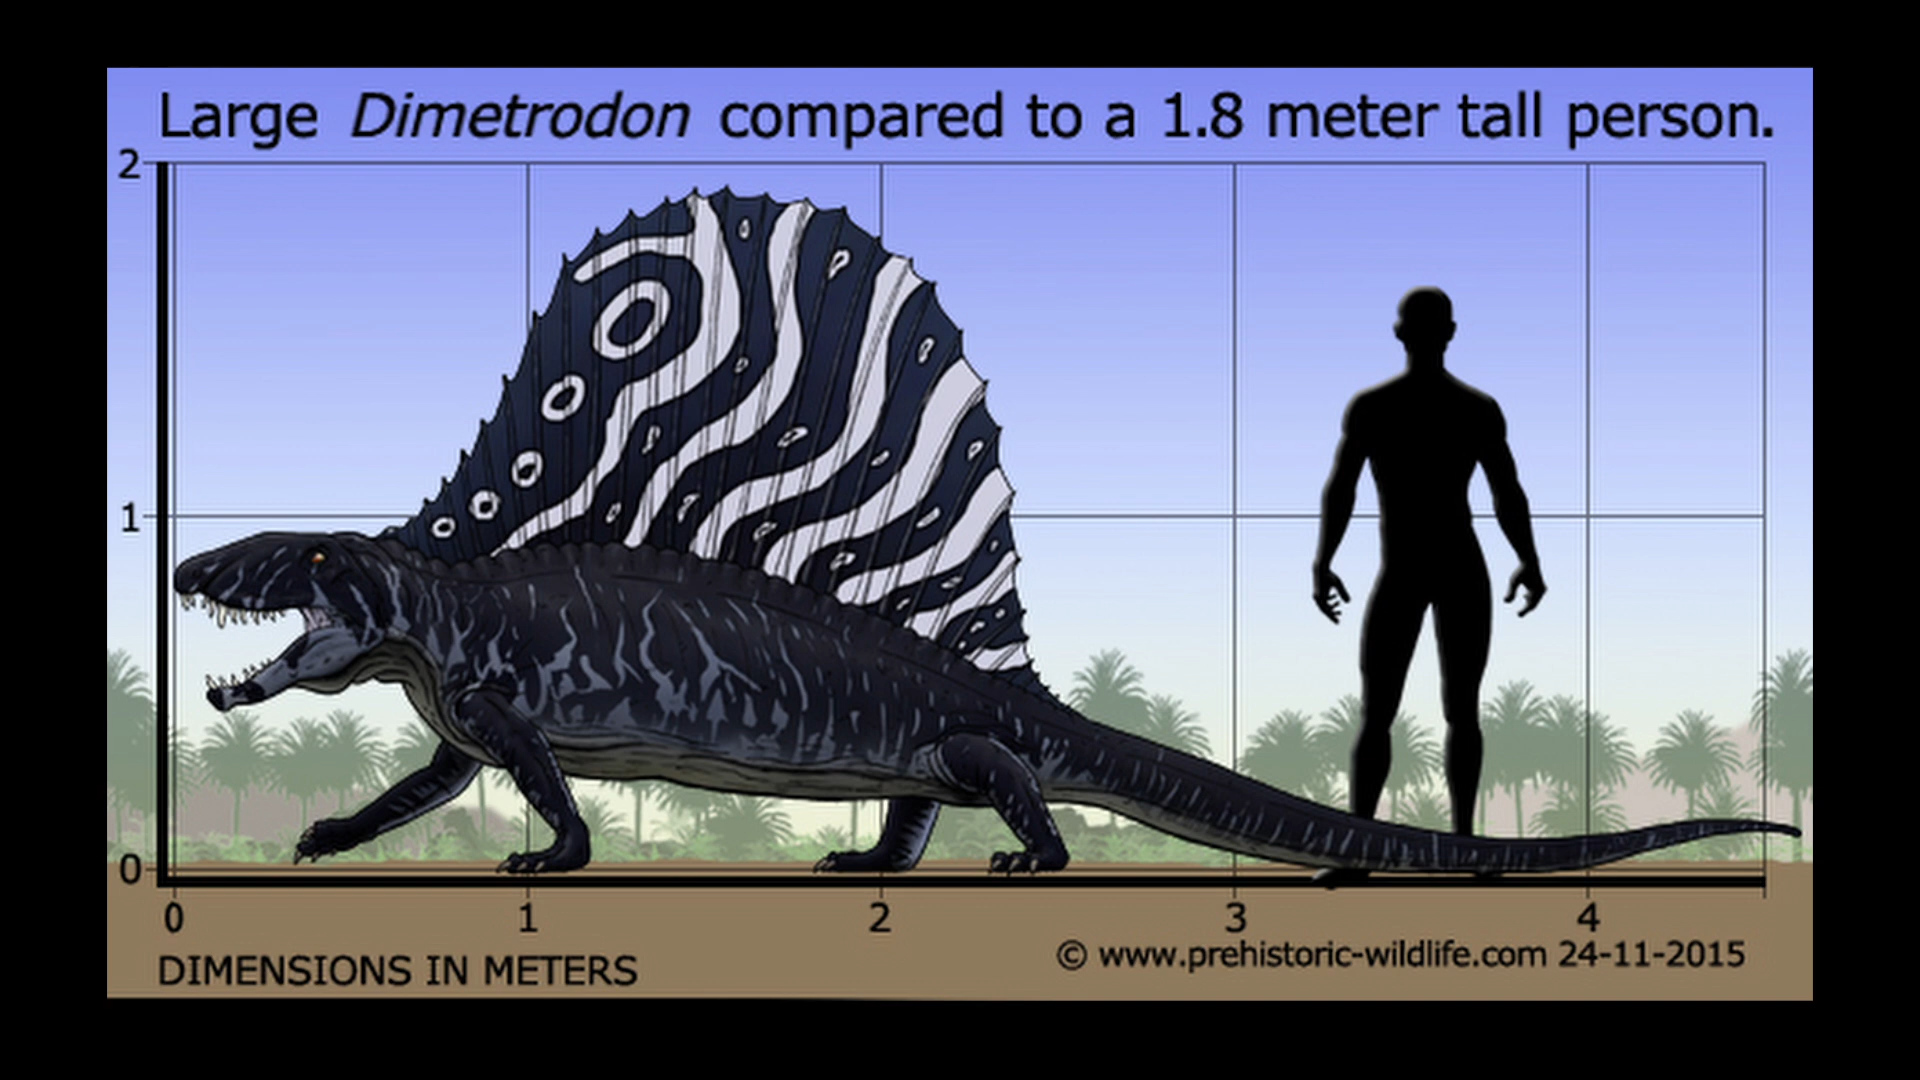 Large Dimetrodon compared to a 1.8 meter tall person.
2
1
0
0 1 2 3 4
© www.prehistoric-wildlife.com 24-11-2015
DIMENSIONS IN METERS